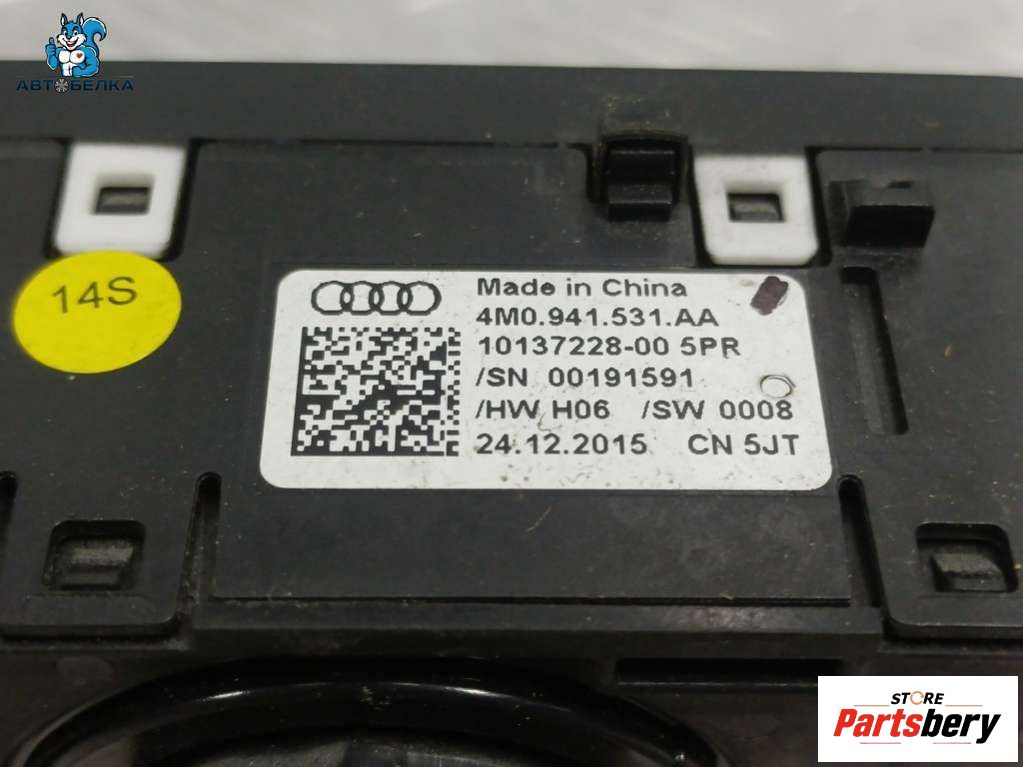 АВТОБЕЛКА
14S
Made in China
4M0.941.531.AA
10137228-00 5PR
/SN 00191591
/HW H06 /SW 0008
24.12.2015 CN 5JT
STORE
Partsbery